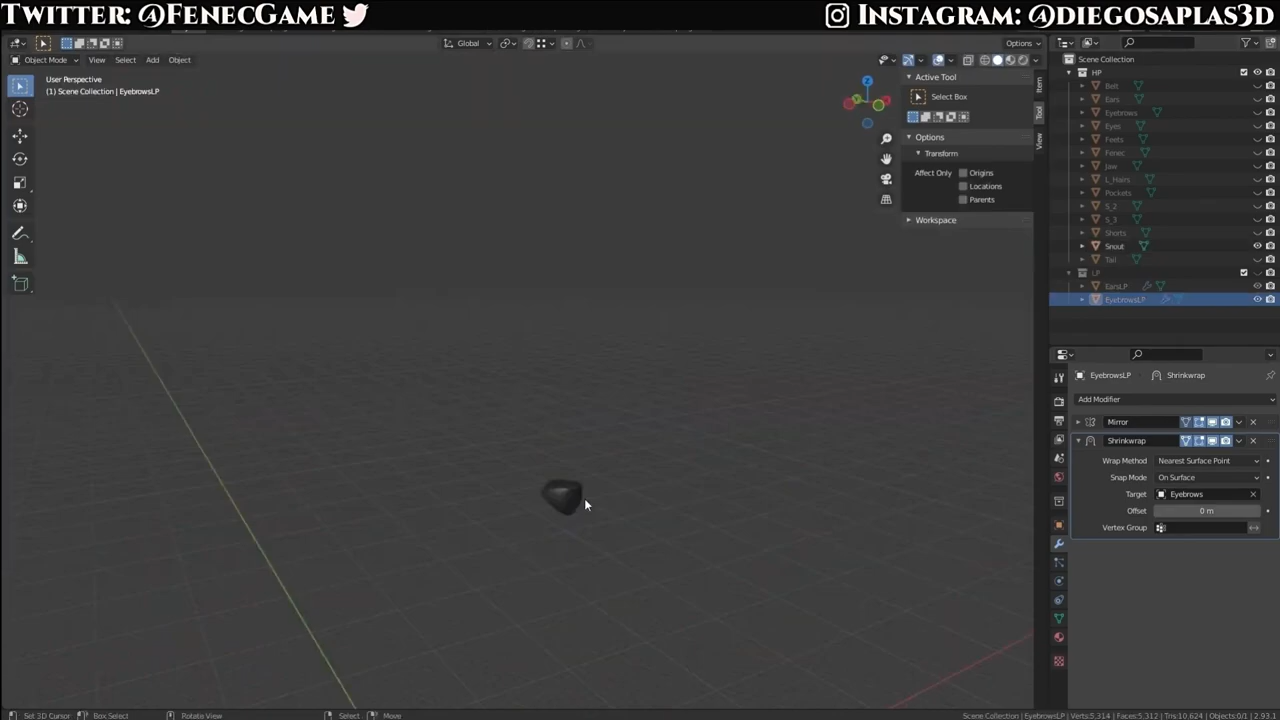 Twitter: @FenecGame
Instagram: @diegosaplas3d
Global
Options
Object Mode
View
Select
Add
Object
User Perspective
(1) Scene Collection | EyebrowsLP
Active Tool
Select Box
Options
Transform
Affect Only
Origins
Locations
Parents
Workspace
Item
Tool
View
Scene Collection
HP
Belt
Ears
Eyebrows
Eyes
Feets
Fenec
Jaw
L_Hairs
Pockets
S_2
S_3
Shorts
Snout
Tail
LP
EarsLP
EyebrowsLP
EyebrowsLP
Shrinkwrap
Add Modifier
Mirror
Shrinkwrap
Wrap Method
Nearest Surface Point
Snap Mode
On Surface
Target
Eyebrows
Offset
0 m
Vertex Group
Set 3D Cursor
Box Select
Rotate View
Select
Move
Scene Collection | EyebrowsLP | Verts:5,314 | Faces:5,312 | Tris:10,624 | Objects:0/1 | 2.93.1